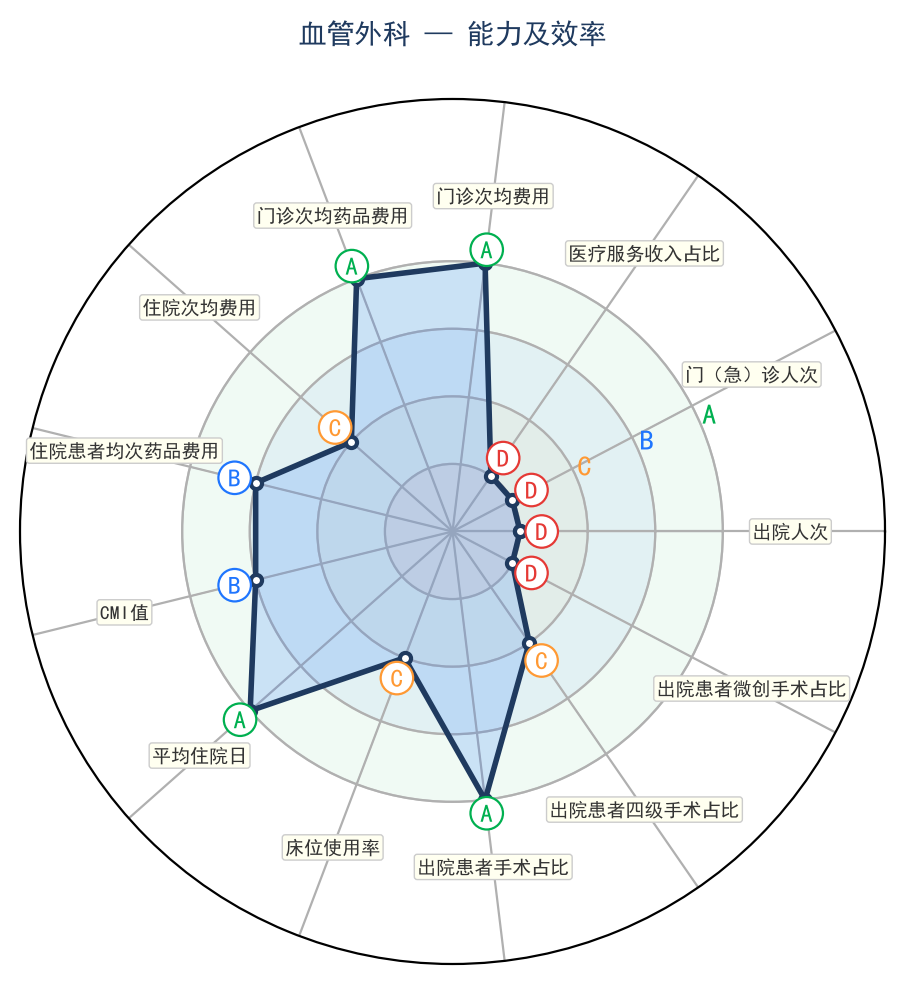 血管外科 — 能力及效率
门诊次均费用
门诊次均药品费用
A
医疗服务收入占比
A
住院次均费用
门（急）诊人次
A
C
B
住院患者均次药品费用
D
C
B
D
出院人次
D
B
D
CMI值
C
C
出院患者微创手术占比
A
平均住院日
出院患者四级手术占比
A
床位使用率
出院患者手术占比